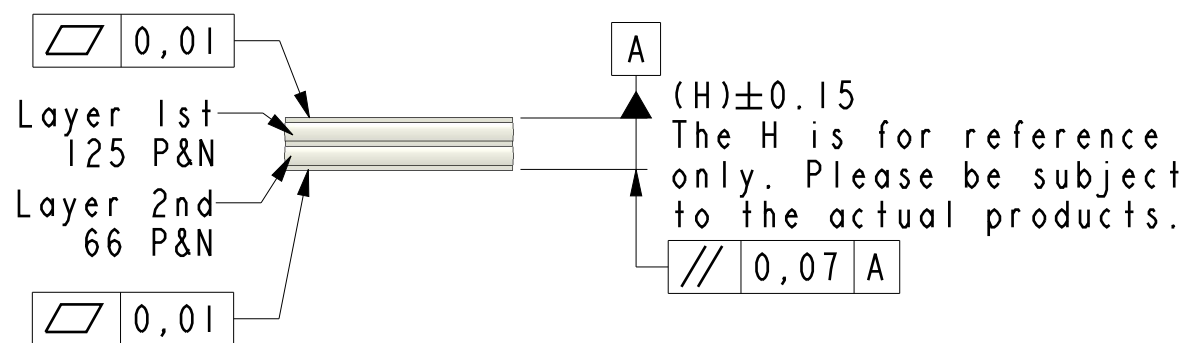 0,01
Layer 1st
125 P&N
Layer 2nd
66 P&N
0,01
A
(H)±0.15
The H is for reference
only. Please be subject
to the actual products.
// 0,07 A